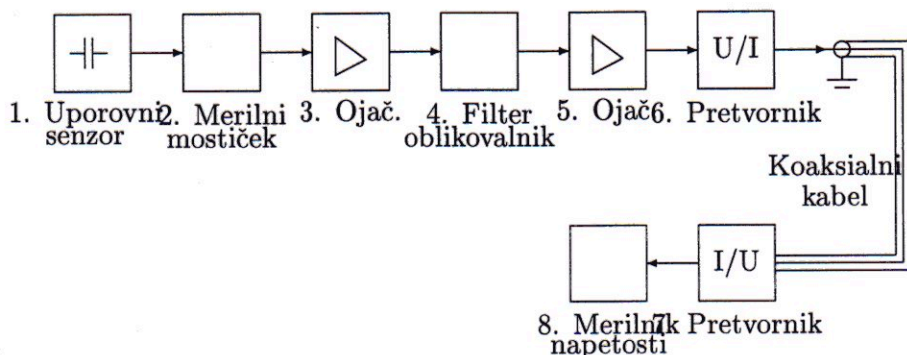 U/I
1. Uporovni
senzor
2. Merilni
mostiček
3. Ojač.
4. Filter
oblikovalnik
5. Ojač
6. Pretvornik
Koaksialni
kabel
I/U
8. Merilnik
napetosti
7. Pretvornik